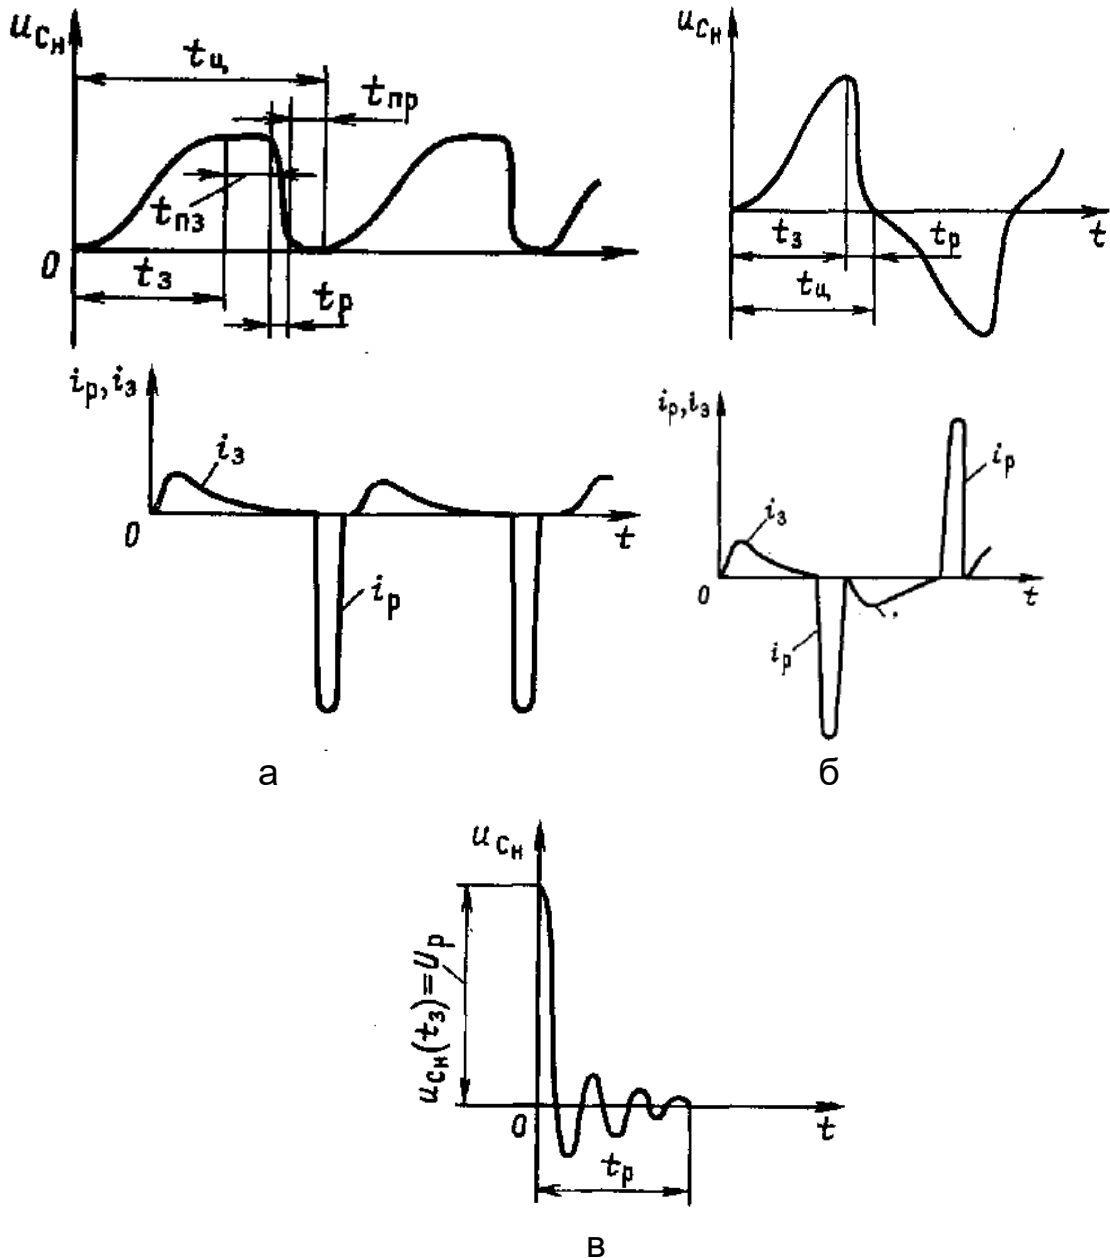 u_Cн
t_ц
t_пр
t_пз
0
t_з
t_р
i_р, i_з
i_з
0
t
i_р
а
u_Cн
t_з
t_р
t
t_ц
i_р, i_з
i_р
i_з
0
t
i_р
б
u_Cн
u_Cн(t_з)=U_р
0
t
t_р
в